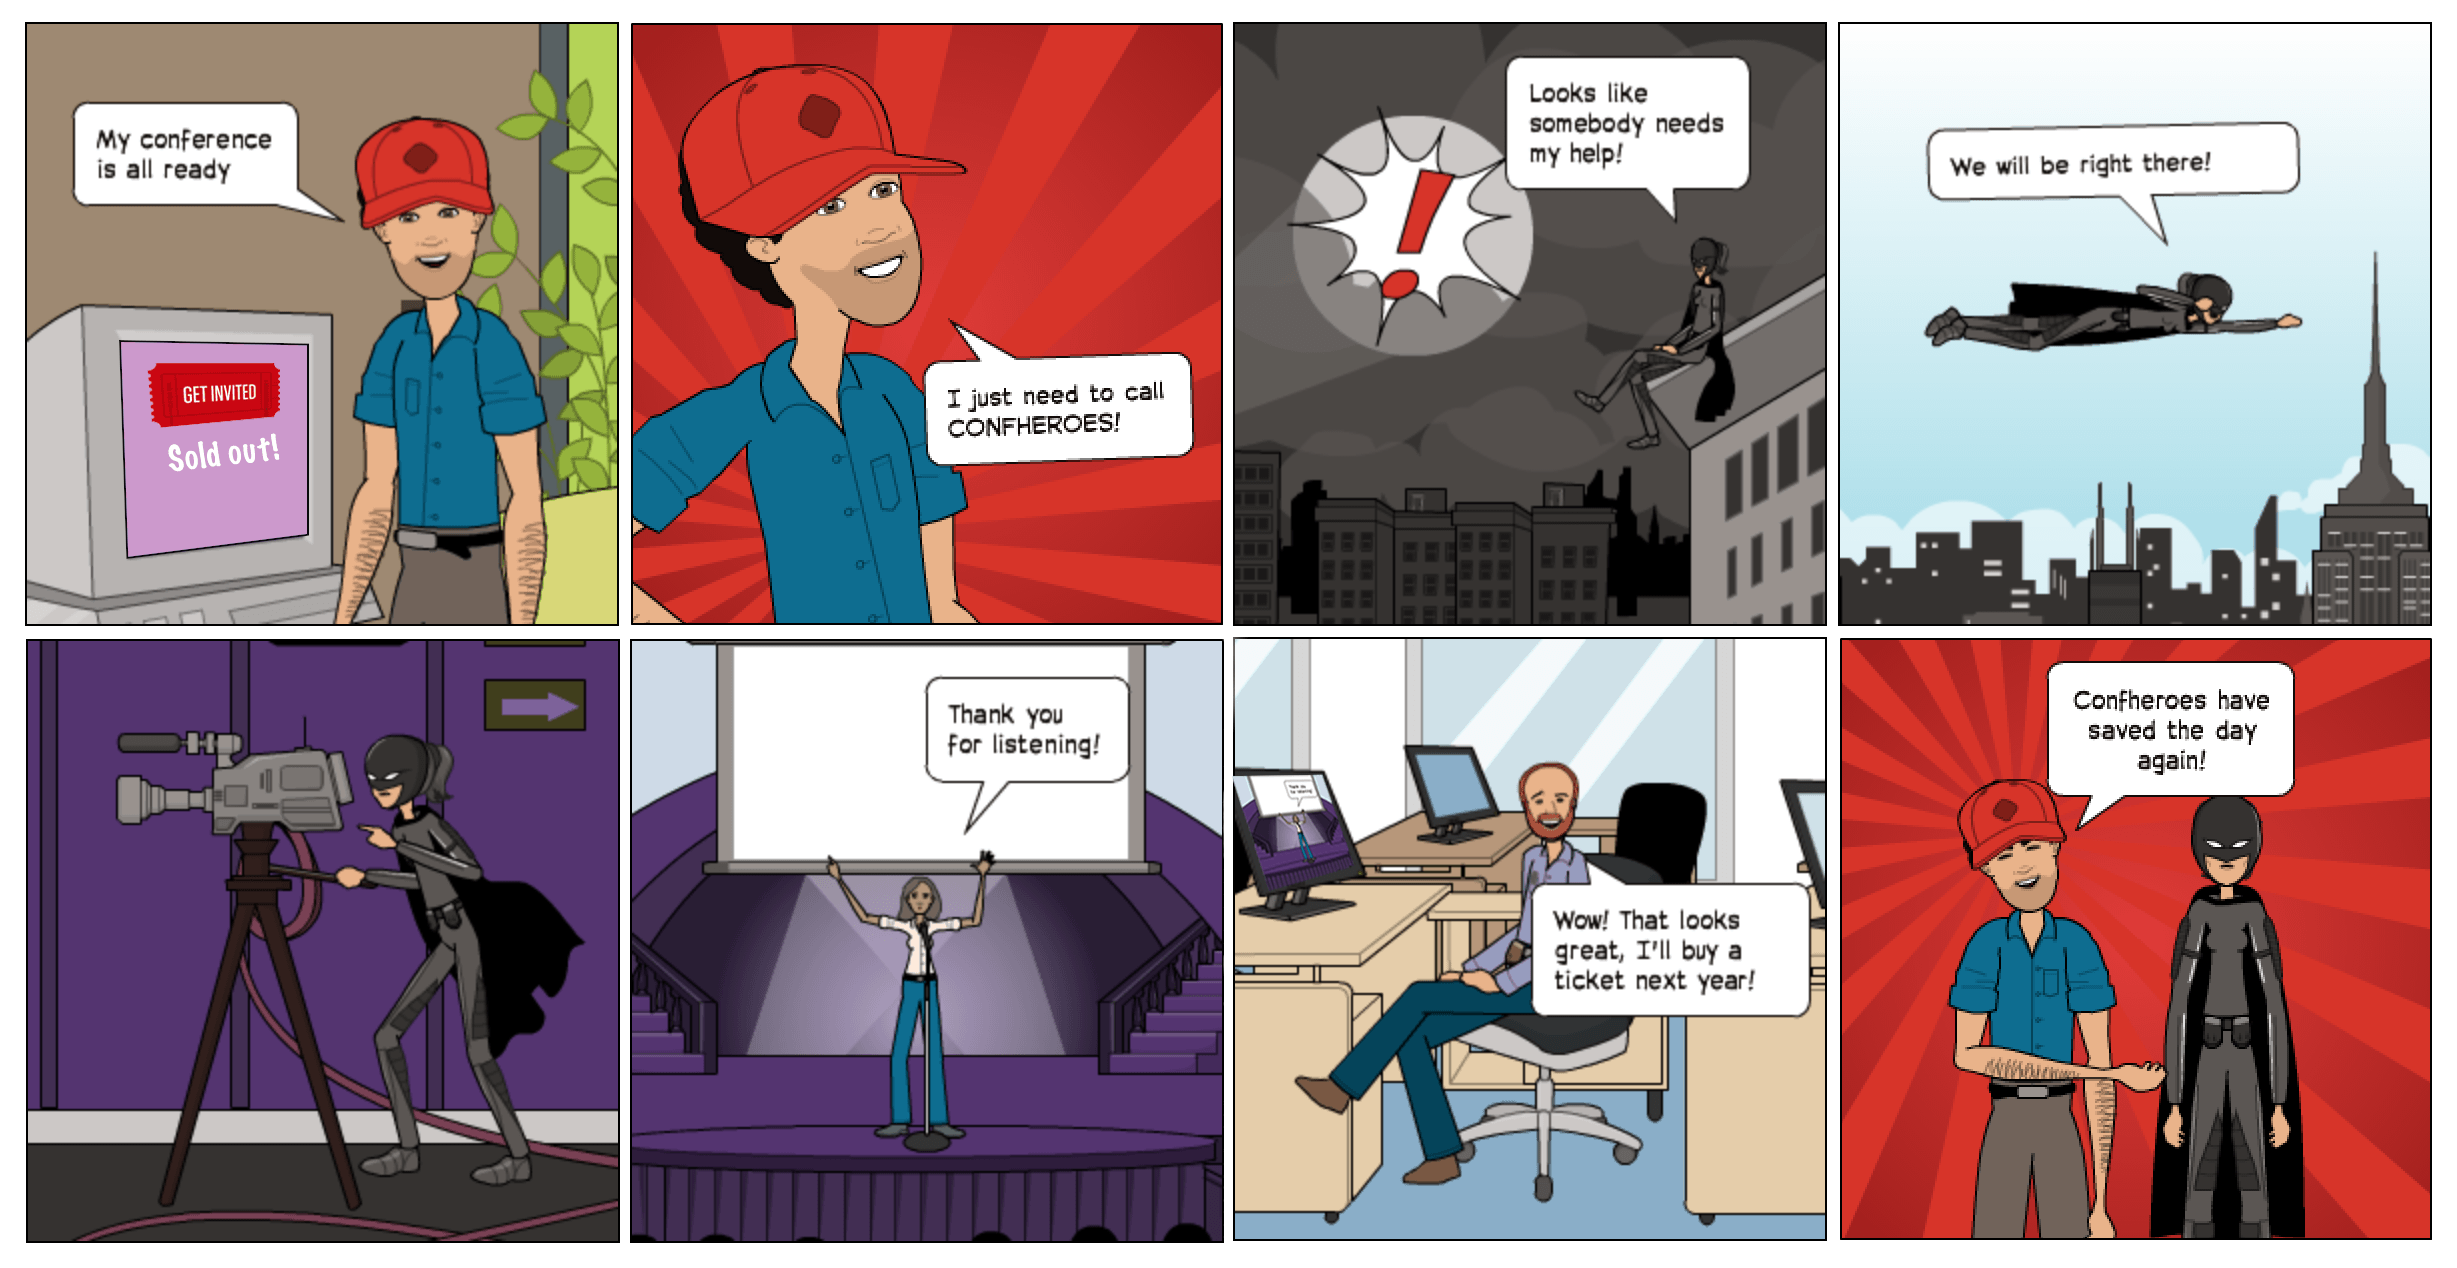 My conference
is all ready
GET INVITED
Sold out!
I just need to call
CONFHEROES!
Looks like
somebody needs
my help!
!
We will be right there!
Thank you
for listening!
Wow! That looks
great, I'll buy a
ticket next year!
Confheroes have
saved the day
again!